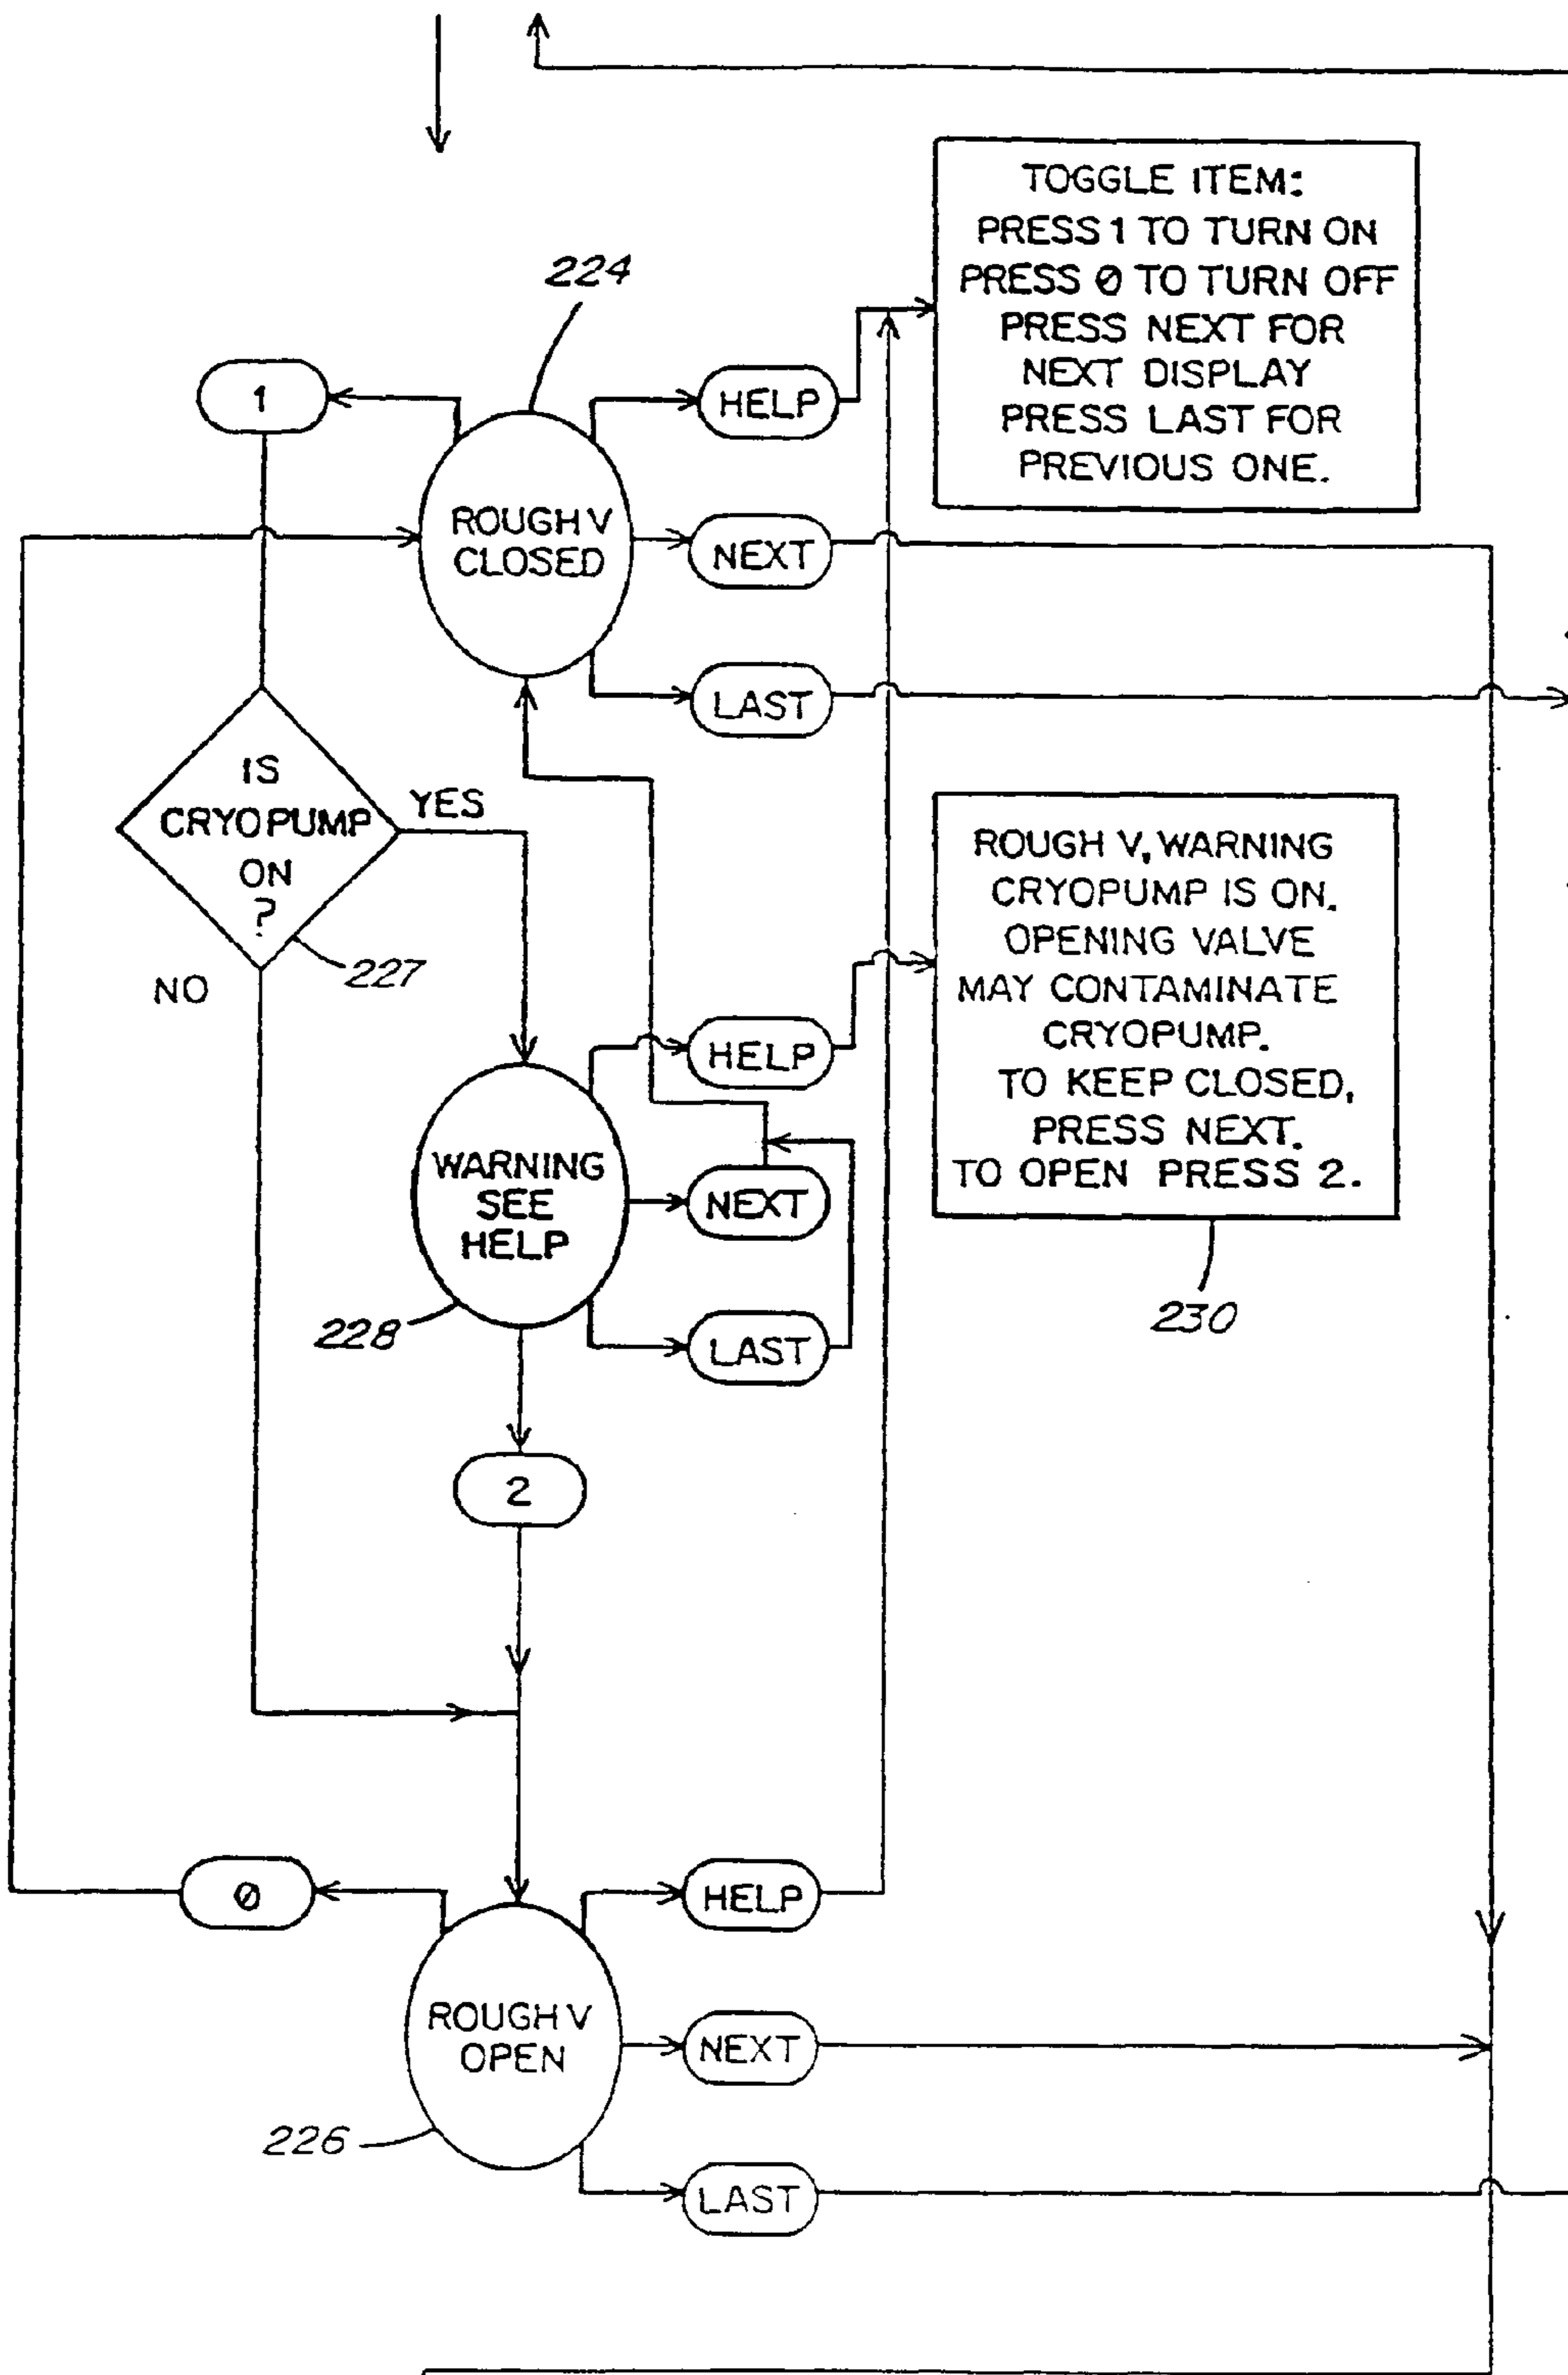 TOGGLE ITEM:
PRESS 1 TO TURN ON
PRESS 0 TO TURN OFF
PRESS NEXT FOR
NEXT DISPLAY
PRESS LAST FOR
PREVIOUS ONE.
224
1
HELP
ROUGH V
CLOSED
NEXT
LAST
IS
CRYOPUMP
ON
?
YES
NO
227
ROUGH V, WARNING
CRYOPUMP IS ON.
OPENING VALVE
MAY CONTAMINATE
CRYOPUMP.
TO KEEP CLOSED,
PRESS NEXT.
TO OPEN PRESS 2.
230
HELP
WARNING
SEE
HELP
NEXT
228
LAST
2
0
HELP
ROUGH V
OPEN
NEXT
226
LAST